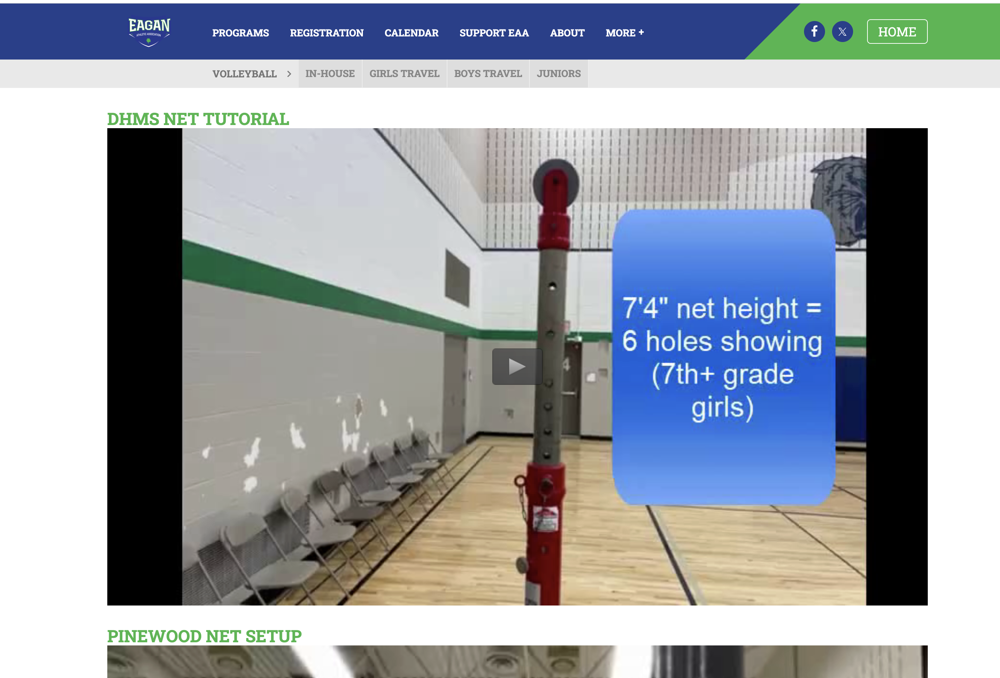 EAGAN
ATHLETIC ASSOCIATION
PROGRAMS REGISTRATION CALENDAR SUPPORT EAA ABOUT MORE +
f X HOME
VOLLEYBALL > IN-HOUSE GIRLS TRAVEL BOYS TRAVEL JUNIORS
DHMS NET TUTORIAL
7'4" net height =
6 holes showing
(7th+ grade
girls)
4
PINEWOOD NET SETUP